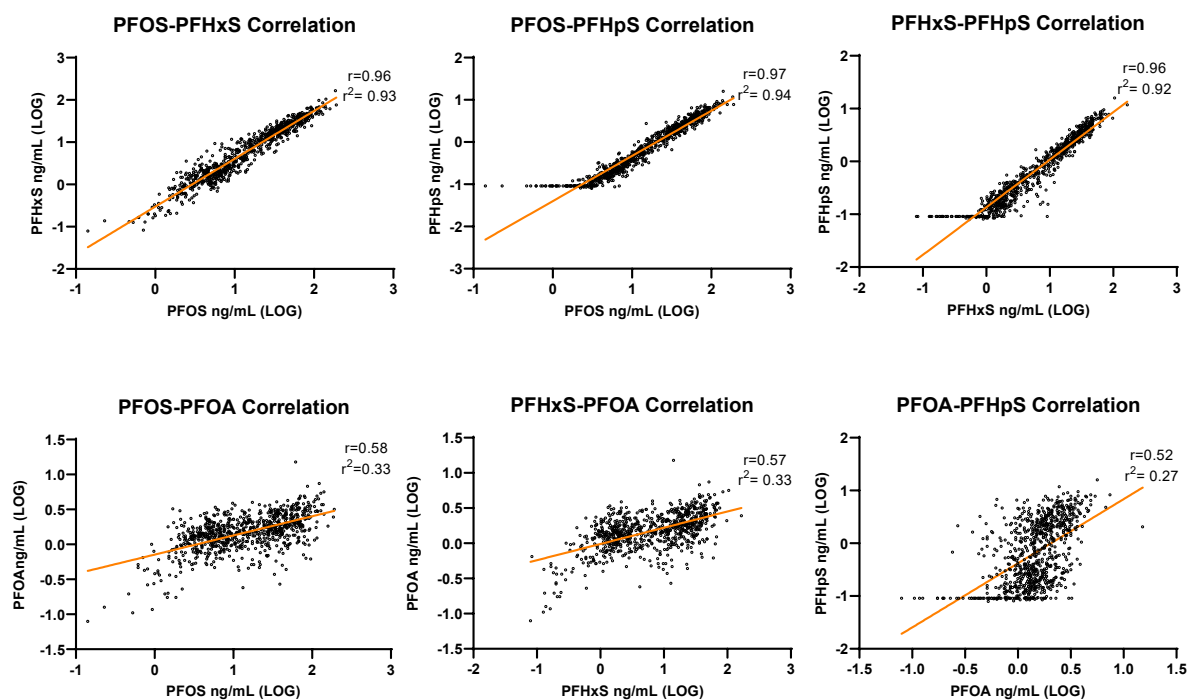 PFOS-PFHxS Correlation
r=0.96
r²= 0.93
PFHxS ng/mL (LOG)
3
2
1
0
-1
-2
-1
0
1
2
3
PFOS ng/mL (LOG)
PFOS-PFHpS Correlation
r=0.97
r²= 0.94
PFHpS ng/mL (LOG)
2
1
0
-1
-2
-3
-1
0
1
2
3
PFOS ng/mL (LOG)
PFHxS-PFHpS Correlation
r=0.96
r²= 0.92
PFHpS ng/mL (LOG)
2
1
0
-1
-2
-2
-1
0
1
2
3
PFHxS ng/mL (LOG)
PFOS-PFOA Correlation
r=0.58
r²=0.33
PFOAng/mL (LOG)
1.5
1.0
0.5
0.0
-0.5
-1.0
-1.5
-1
0
1
2
3
PFOS ng/mL (LOG)
PFHxS-PFOA Correlation
r=0.57
r²= 0.33
PFOA ng/mL (LOG)
1.5
1.0
0.5
0.0
-0.5
-1.0
-1.5
-2
-1
0
1
2
3
PFHxS ng/mL (LOG)
PFOA-PFHpS Correlation
r=0.52
r²= 0.27
PFHpS ng/mL (LOG)
2
1
0
-1
-2
-1.5
-1.0
-0.5
0.0
0.5
1.0
1.5
PFOA ng/mL (LOG)